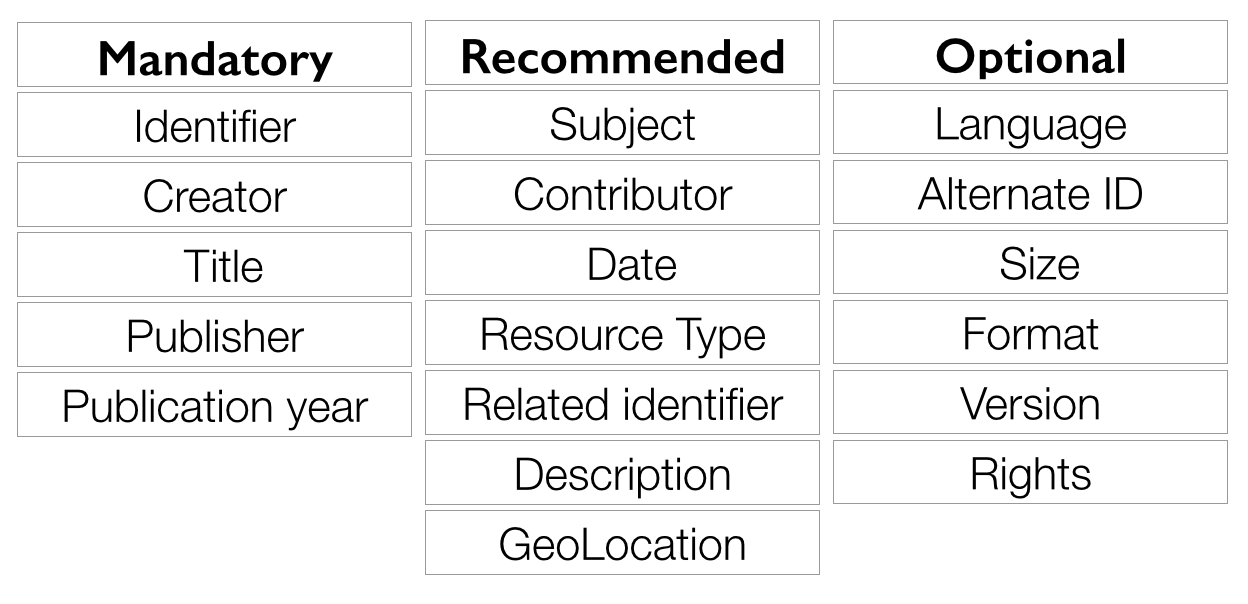 Mandatory
Identifier
Creator
Title
Publisher
Publication year
Recommended
Subject
Contributor
Date
Resource Type
Related identifier
Description
GeoLocation
Optional
Language
Alternate ID
Size
Format
Version
Rights